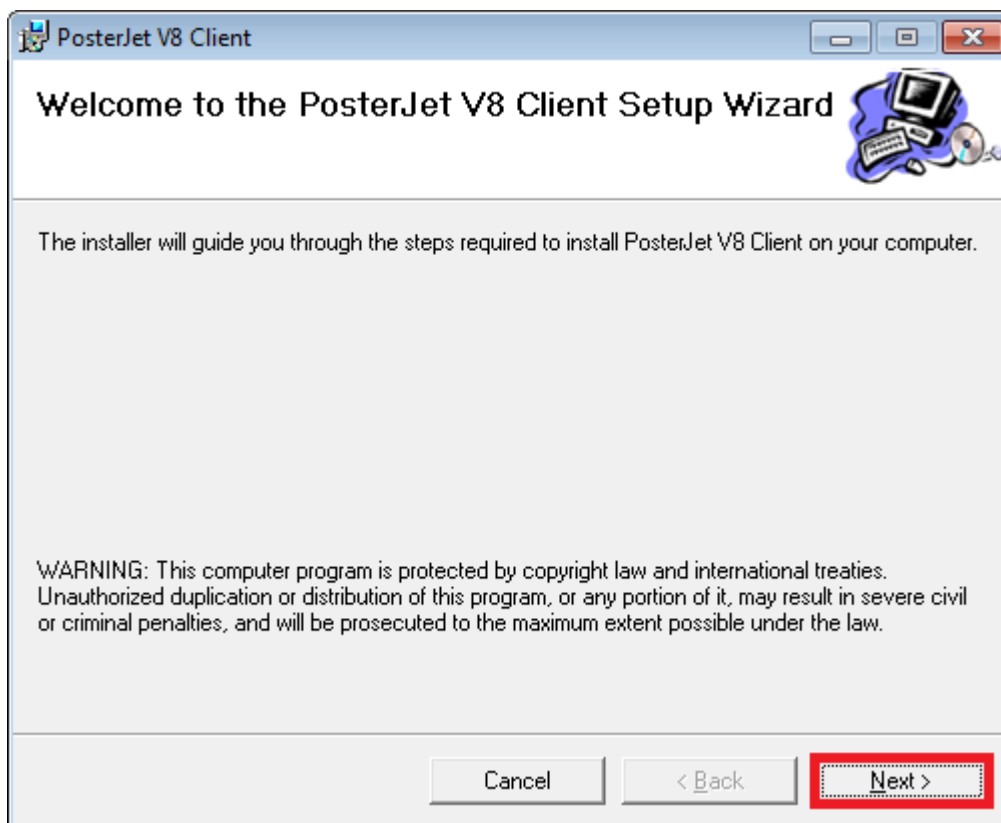 PosterJet V8 Client
Welcome to the PosterJet V8 Client Setup Wizard
The installer will guide you through the steps required to install PosterJet V8 Client on your computer.
WARNING: This computer program is protected by copyright law and international treaties.
Unauthorized duplication or distribution of this program, or any portion of it, may result in severe civil
or criminal penalties, and will be prosecuted to the maximum extent possible under the law.
Cancel
< Back
Next >